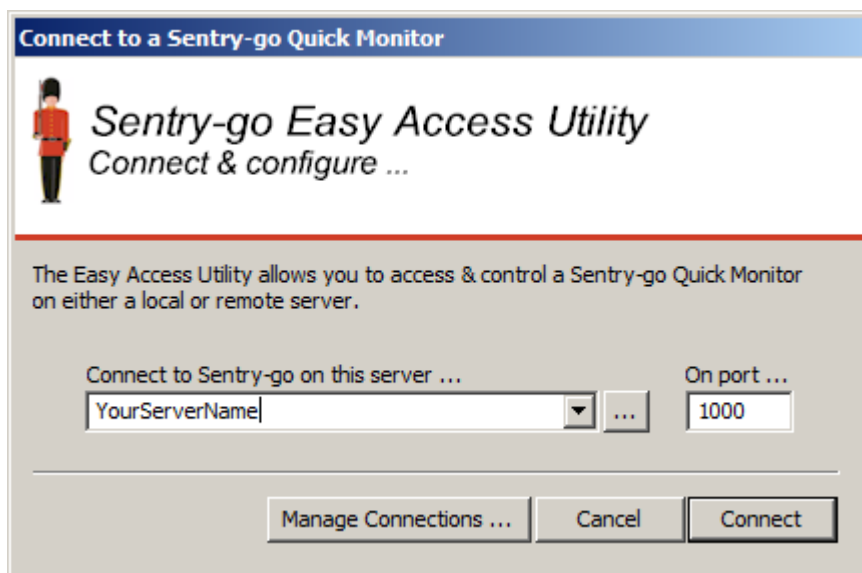 Connect to a Sentry-go Quick Monitor
Sentry-go Easy Access Utility
Connect & configure ...
The Easy Access Utility allows you to access & control a Sentry-go Quick Monitor
on either a local or remote server.
Connect to Sentry-go on this server ... On port ...
YourServerName ... 1000
Manage Connections ... Cancel Connect